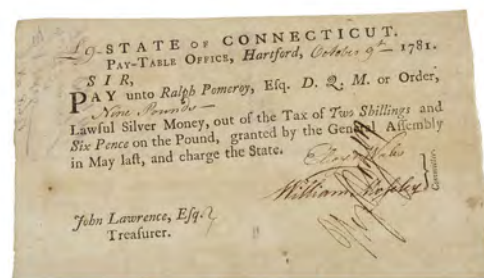 £9- STATE OF CONNECTICUT.
PAY-TABLE OFFICE, Hartford, October 9th 1781.
SIR,
PAY unto Ralph Pomeroy, Esq. D. Q. M. or Order,
Nine Pounds—
Lawful Silver Money, out of the Tax of Two Shillings and
Six Pence on the Pound, granted by the General Assembly
in May last, and charge the State.
Wales
William Moseley
John Lawrence, Esq.
Treasurer.